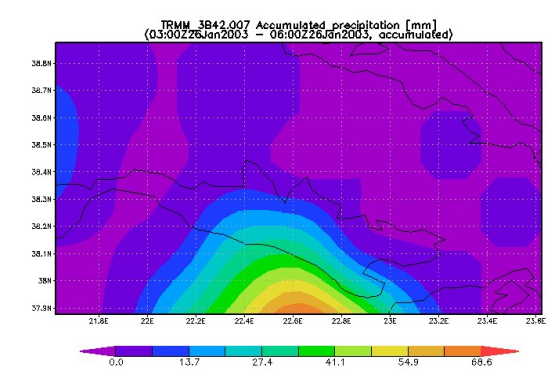 TRMM_3B42.007 Accumulated precipitation [mm]
(03:00Z26Jan2003 - 06:00Z26Jan2003, accumulated)
38.8N
38.7N
38.6N
38.5N
38.4N
38.3N
38.2N
38.1N
38N
37.9N
21.8E 22E 22.2E 22.4E 22.6E 22.8E 23E 23.2E 23.4E 23.6E
0.0 13.7 27.4 41.1 54.9 68.6